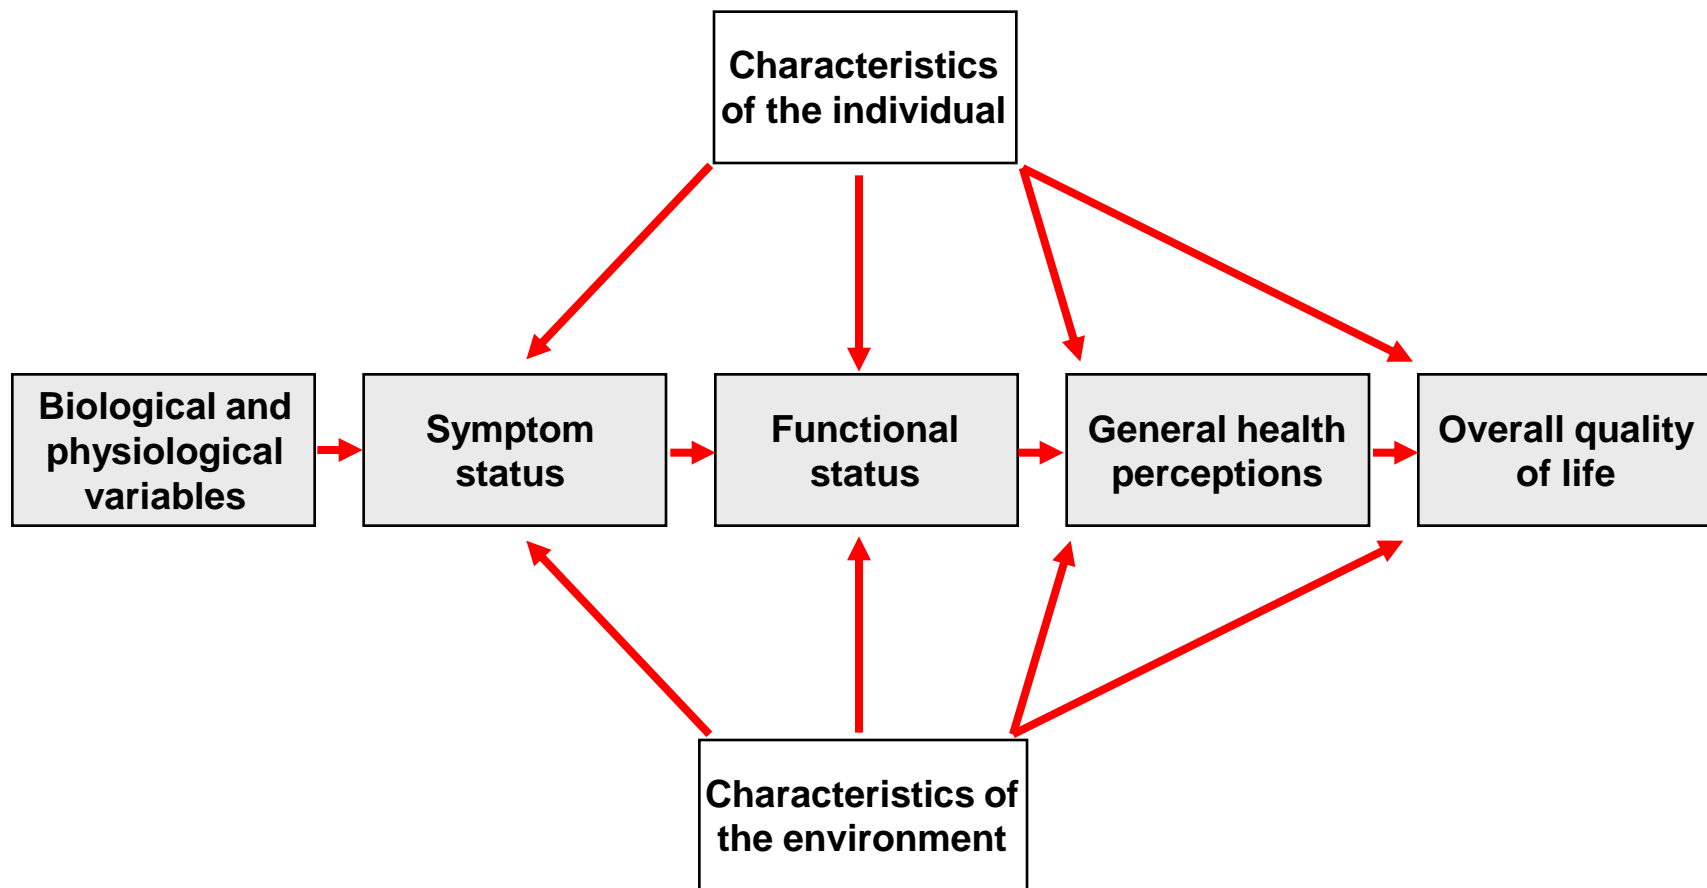 Characteristics
of the individual
Biological and
physiological
variables
Symptom
status
Functional
status
General health
perceptions
Overall quality
of life
Characteristics of
the environment